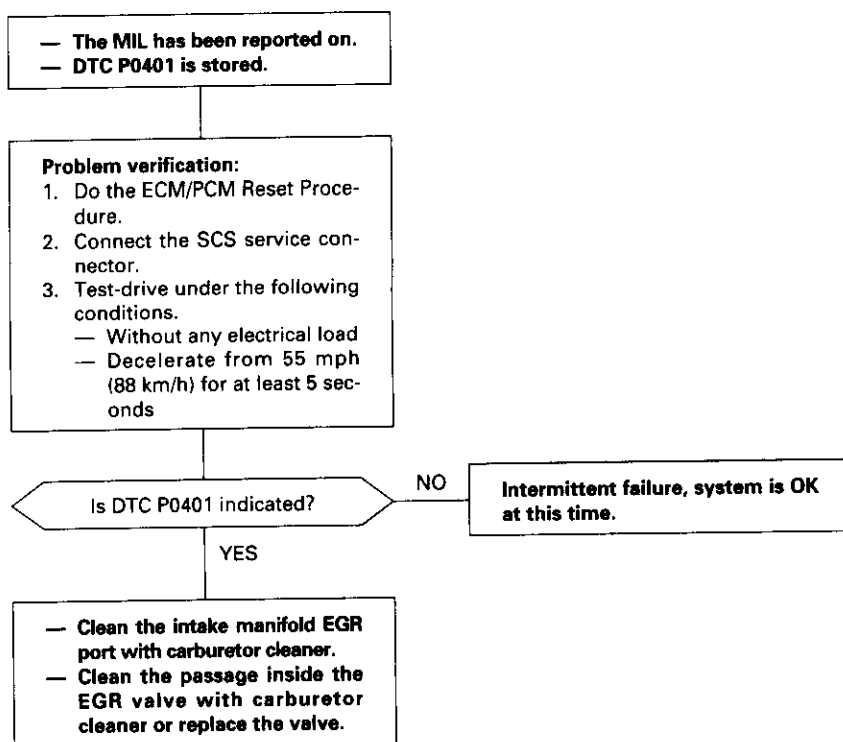 — The MIL has been reported on.
— DTC P0401 is stored.
Problem verification:
1. Do the ECM/PCM Reset Proce-
dure.
2. Connect the SCS service con-
nector.
3. Test-drive under the following
conditions.
— Without any electrical load
— Decelerate from 55 mph
(88 km/h) for at least 5 sec-
onds
Is DTC P0401 indicated?
NO
Intermittent failure, system is OK
at this time.
YES
— Clean the intake manifold EGR
port with carburetor cleaner.
— Clean the passage inside the
EGR valve with carburetor
cleaner or replace the valve.